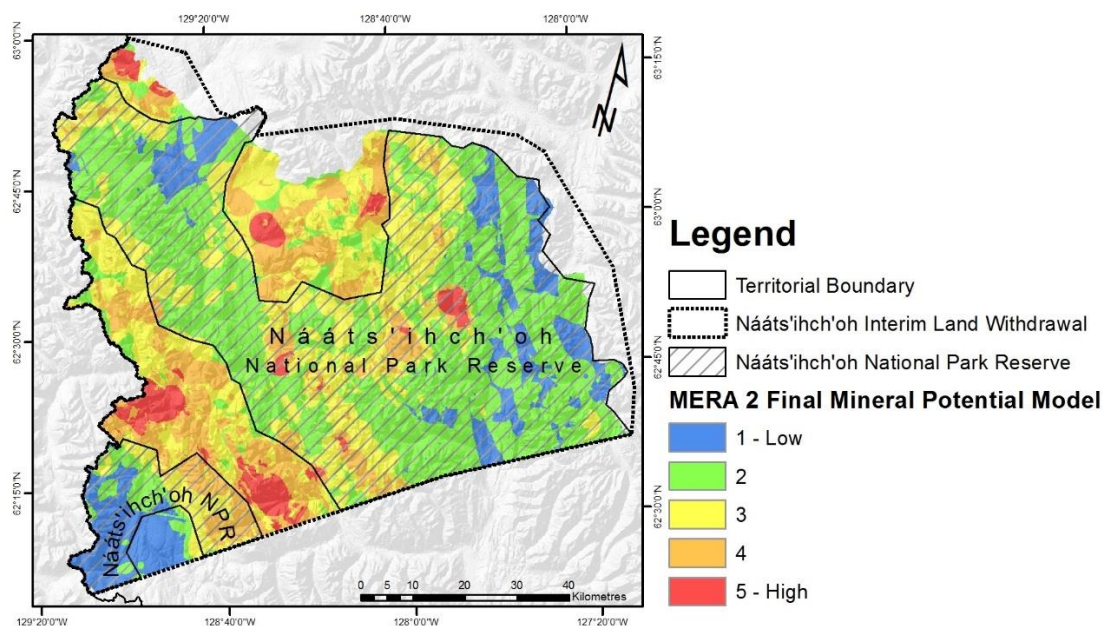 129°20'0"W
128°40'0"W
128°0'0"W
63°0'0"N
62°45'0"N
62°30'0"N
62°15'0"N
63°15'0"N
63°0'0"N
62°45'0"N
62°30'0"N
N
Nááts'ihch'oh
National Park Reserve
Nááts'ihch'oh NPR
0 5 10 20 30 40
Kilometres
129°20'0"W
128°40'0"W
128°0'0"W
127°20'0"W
Legend
Territorial Boundary
Nááts'ihch'oh Interim Land Withdrawal
Nááts'ihch'oh National Park Reserve
MERA 2 Final Mineral Potential Model
1 - Low
2
3
4
5 - High